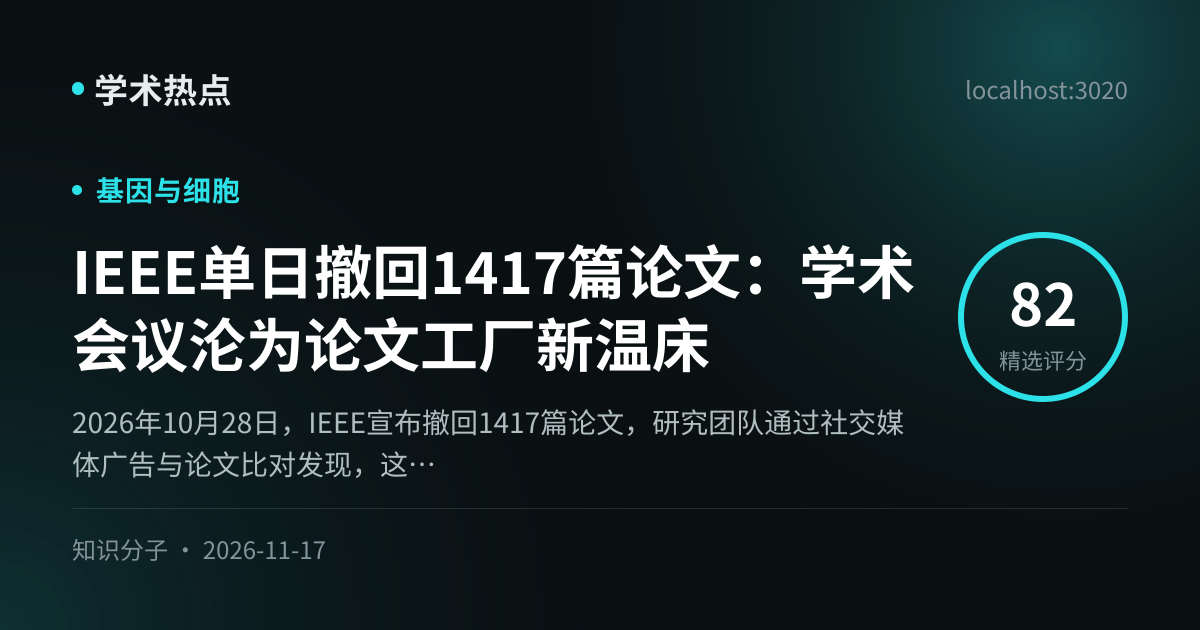 学术热点
localhost:3020
基因与细胞
IEEE单日撤回1417篇论文：学术
会议沦为论文工厂新温床
82
精选评分
2026年10月28日，IEEE宣布撤回1417篇论文，研究团队通过社交媒
体广告与论文比对发现，这…
知识分子 • 2026-11-17